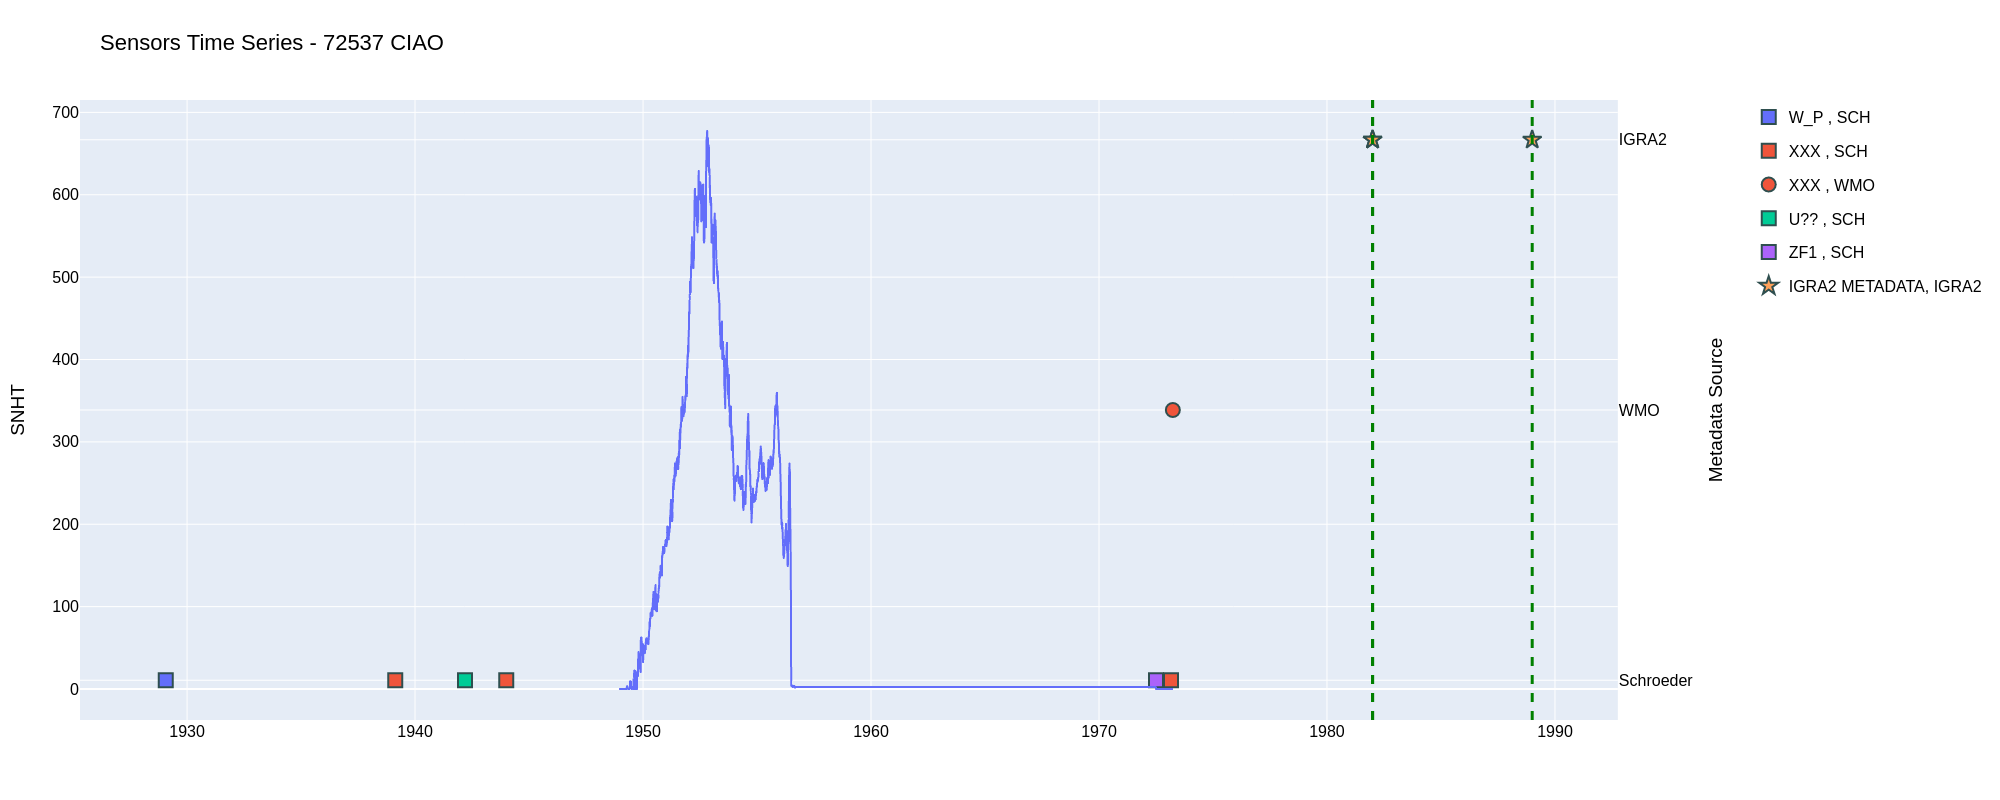 Sensors Time Series - 72537 CIAO
SNHT
700
600
500
400
300
200
100
0
1930
1940
1950
1960
1970
1980
1990
IGRA2
WMO
Schroeder
Metadata Source
W_P , SCH
XXX , SCH
XXX , WMO
U?? , SCH
ZF1 , SCH
IGRA2 METADATA, IGRA2